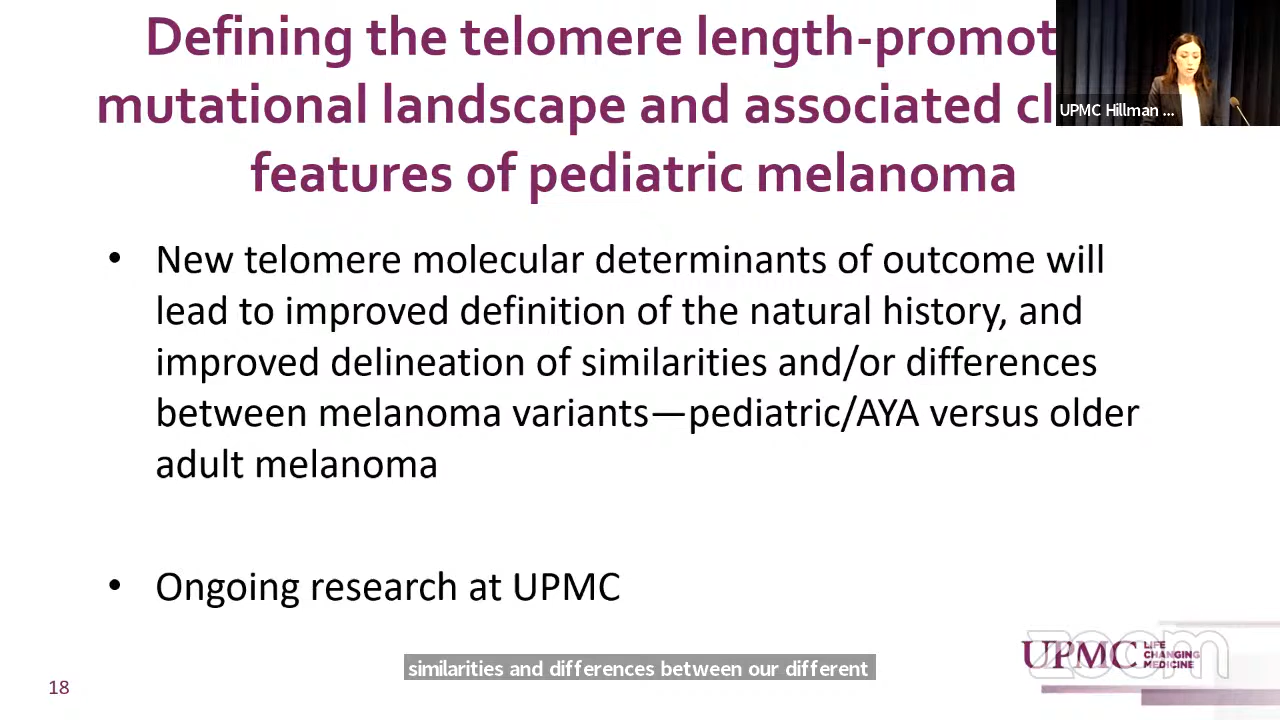 Defining the telomere length-promot
mutational landscape and associated cl
features of pediatric melanoma
UPMC Hillman ...
• New telomere molecular determinants of outcome will
lead to improved definition of the natural history, and
improved delineation of similarities and/or differences
between melanoma variants—pediatric/AYA versus older
adult melanoma
• Ongoing research at UPMC
UPMC LIFE
CHANGING
MEDICINE
zoom
similarities and differences between our different
18